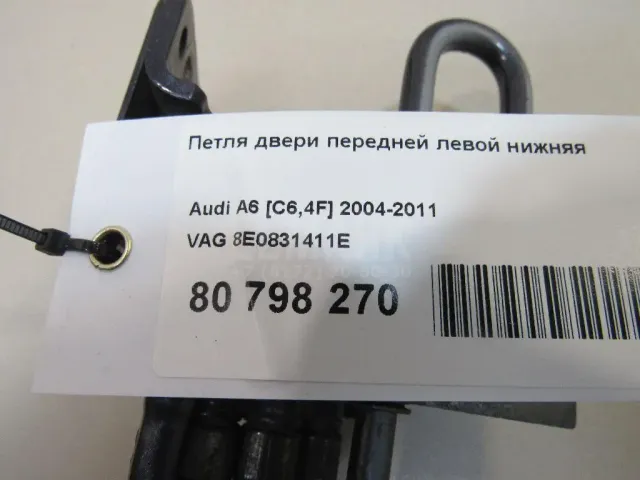 Петля двери передней левой нижняя
Audi A6 [C6,4F] 2004-2011
VAG 8E0831411E
80 798 270